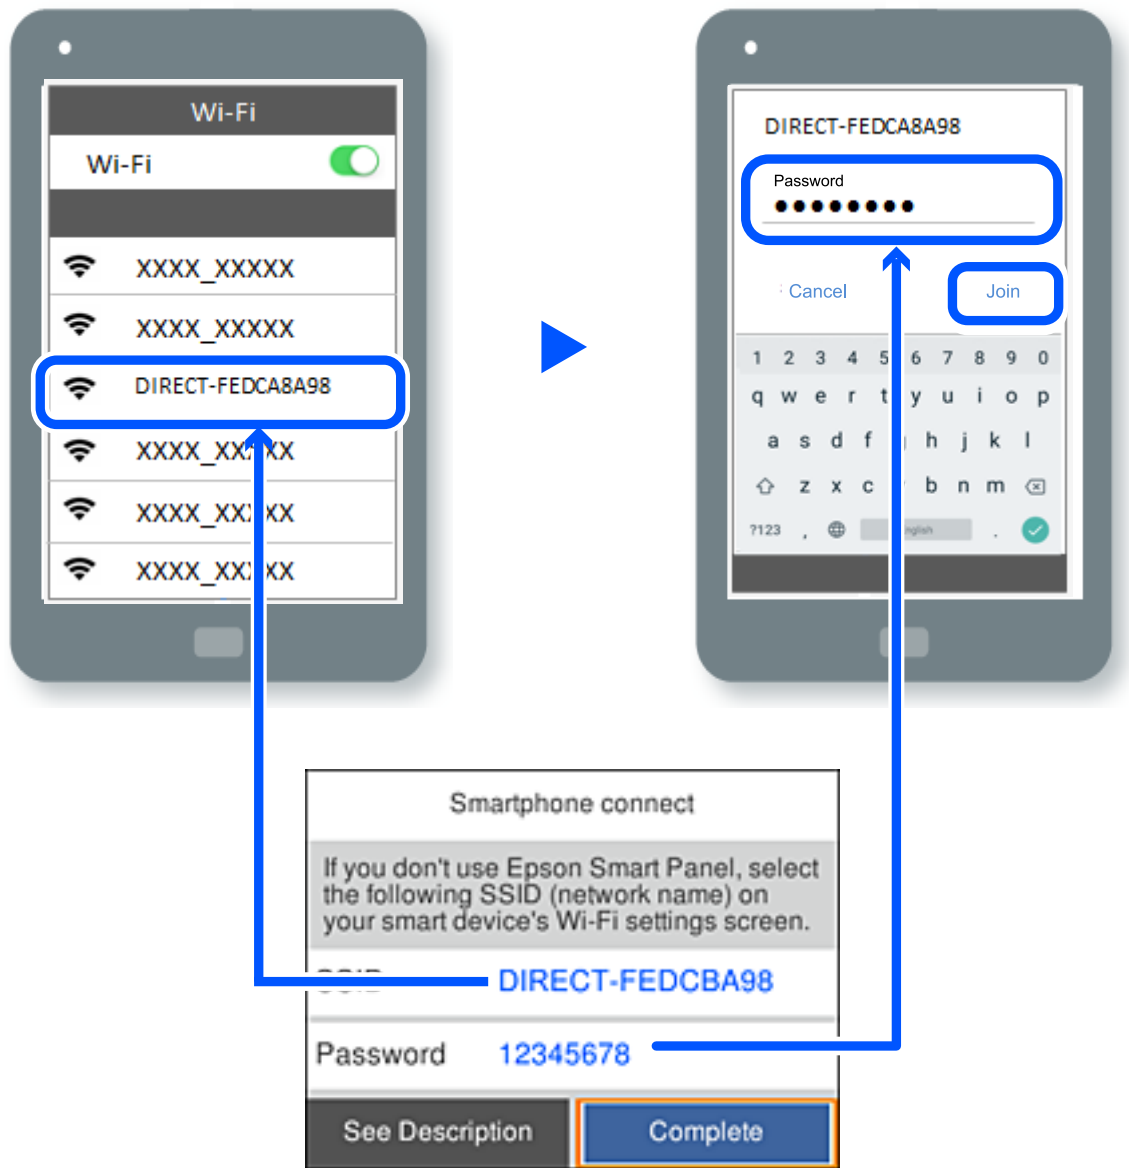 Wi-Fi
Wi-Fi
XXXX_XXXXX
XXXX_XXXXX
DIRECT-FEDCA8A98
XXXX_XX
XX
XXXX_XX
XX
XXXX_XX
XX
DIRECT-FEDCA8A98
Password
●●●●●●●●
Cancel
Join
1 2 3 4 5 6 7 8 9 0
q w e r t y u i o p
a s d f h j k l
z x c b n m
?123 , .
Smartphone connect
If you don't use Epson Smart Panel, select
the following SSID (network name) on
your smart device's Wi-Fi settings screen.
DIRECT-FEDCBA98
Password 12345678
See Description Complete